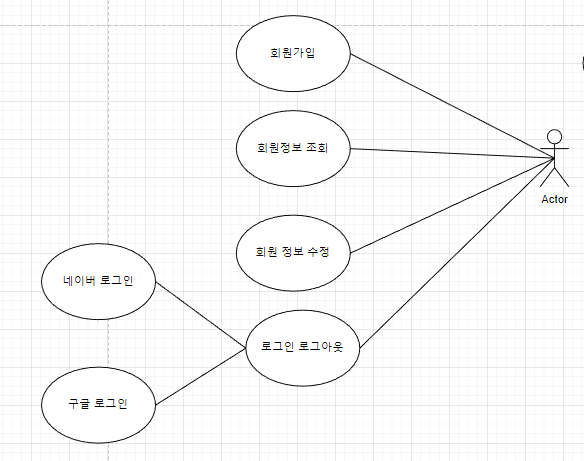 회원가입
회원정보 조회
Actor
회원 정보 수정
네이버 로그인
로그인 로그아웃
구글 로그인